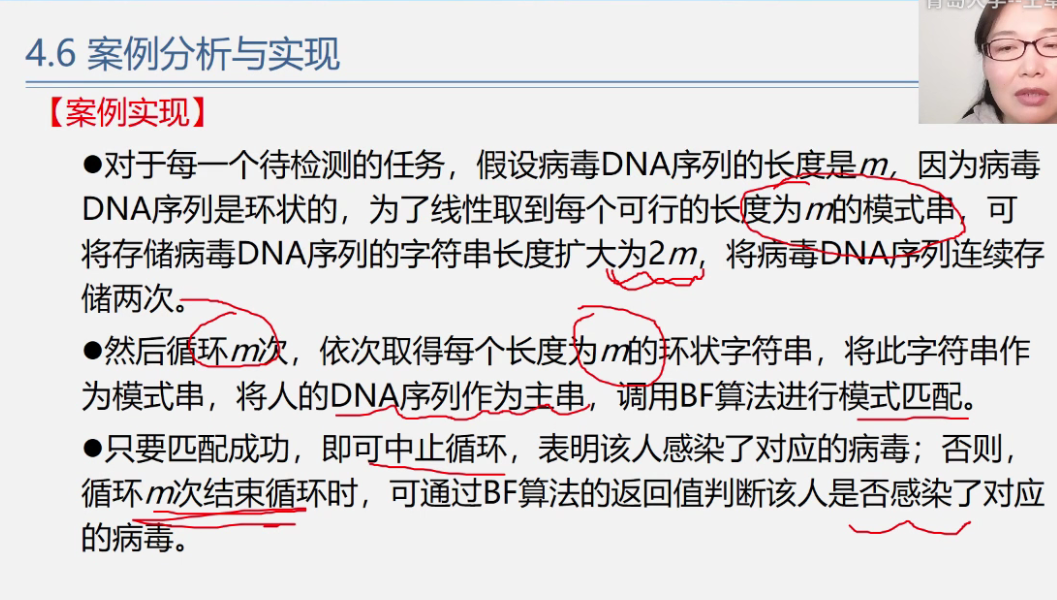 4.6 案例分析与实现
【案例实现】
●对于每一个待检测的任务，假设病毒DNA序列的长度是m，因为病毒
DNA序列是环状的，为了线性取到每个可行的长度为m的模式串，可
将存储病毒DNA序列的字符串长度扩大为2m，将病毒DNA序列连续存
储两次。
●然后循环m次，依次取得每个长度为m的环状字符串，将此字符串作
为模式串，将人的DNA序列作为主串，调用BF算法进行模式匹配。
●只要匹配成功，即可中止循环，表明该人感染了对应的病毒；否则，
循环m次结束循环时，可通过BF算法的返回值判断该人是否感染了对应
的病毒。